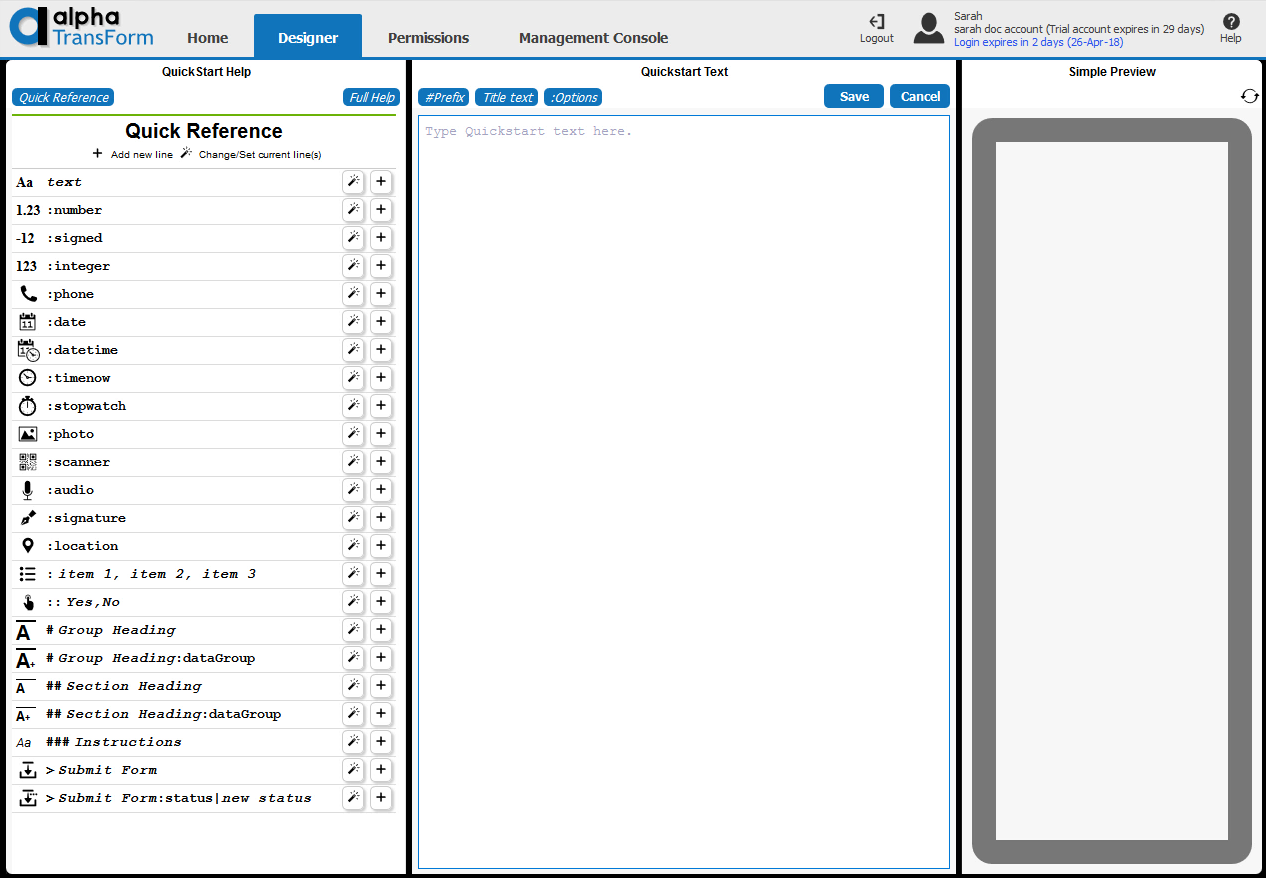 alpha
TransForm
Home
Designer
Permissions
Management Console
Logout
Sarah
sarah doc account (Trial account expires in 29 days)
Login expires in 2 days (26-Apr-18)
Help
QuickStart Help
Quick Reference
Full Help
Quick Reference
+ Add new line Change/Set current line(s)
Aa text +
1.23 :number +
-12 :signed +
123 :integer +
:phone +
11 :date +
:datetime +
:timenow +
:stopwatch +
:photo +
:scanner +
:audio +
:signature +
:location +
: item 1, item 2, item 3 +
:: Yes,No +
A # Group Heading +
A+ # Group Heading:dataGroup +
A ## Section Heading +
A+ ## Section Heading:dataGroup +
Aa ### Instructions +
> Submit Form +
> Submit Form:status|new status +
Quickstart Text
#Prefix
Title text
:Options
Save
Cancel
Type Quickstart text here.
Simple Preview